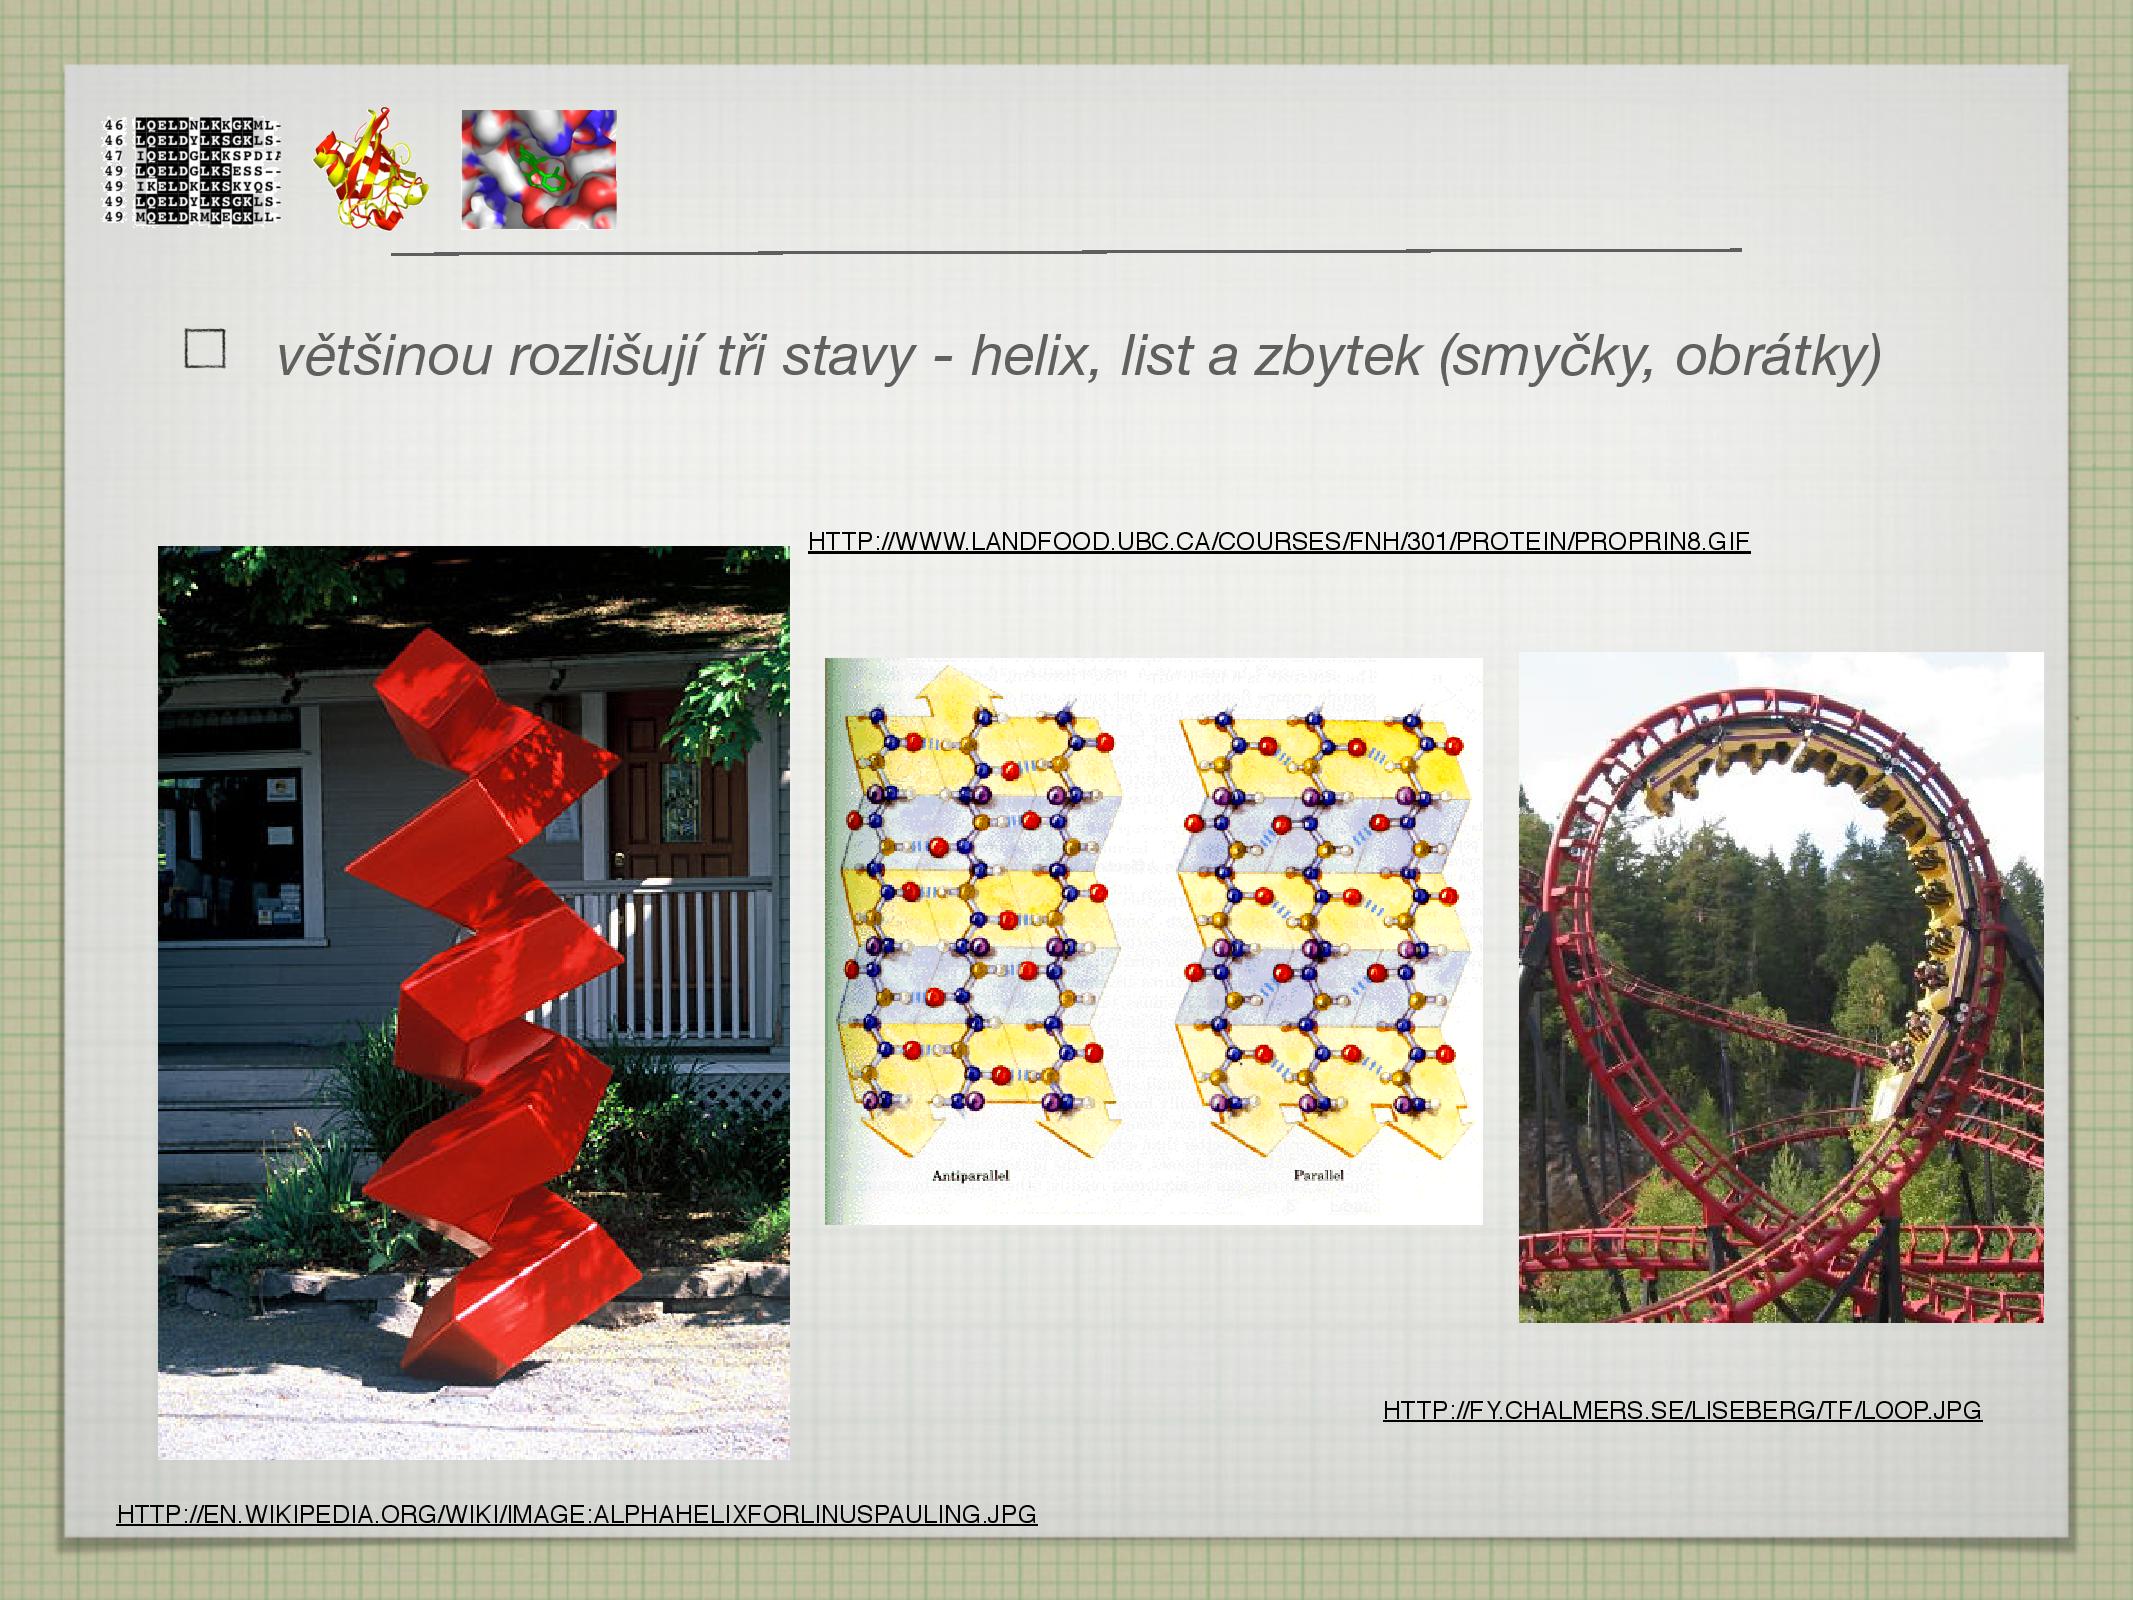 46 LQELDNLKKGKML-
46 LQELDYLKSGKLS-
47 IQELDGLKKSPDIA
49 LQELDGLKSESS--
49 IKELDKLKSKYQS-
49 LQELDYLKSGKLS-
49 MQELDRMKEGKLL-
většinou rozlišují tři stavy - helix, list a zbytek (smyčky, obrátky)
HTTP://WWW.LANDFOOD.UBC.CA/COURSES/FNH/301/PROTEIN/PROPRIN8.GIF
Antiparallel
Parallel
HTTP://FY.CHALMERS.SE/LISEBERG/TF/LOOP.JPG
HTTP://EN.WIKIPEDIA.ORG/WIKI/IMAGE:ALPHAHELIXFORLINUSPAULING.JPG